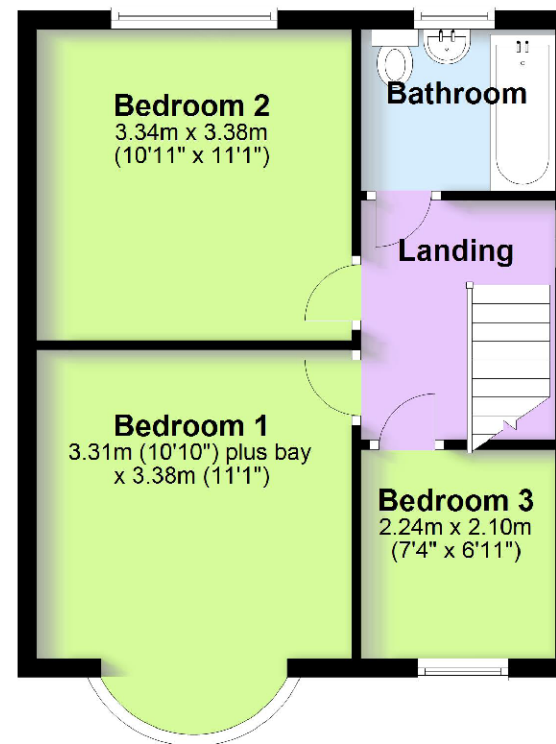 Bedroom 2
3.34m x 3.38m
(10'11" x 11'1")
Bathroom
Landing
Bedroom 1
3.31m (10'10") plus bay
x 3.38m (11'1")
Bedroom 3
2.24m x 2.10m
(7'4" x 6'11")